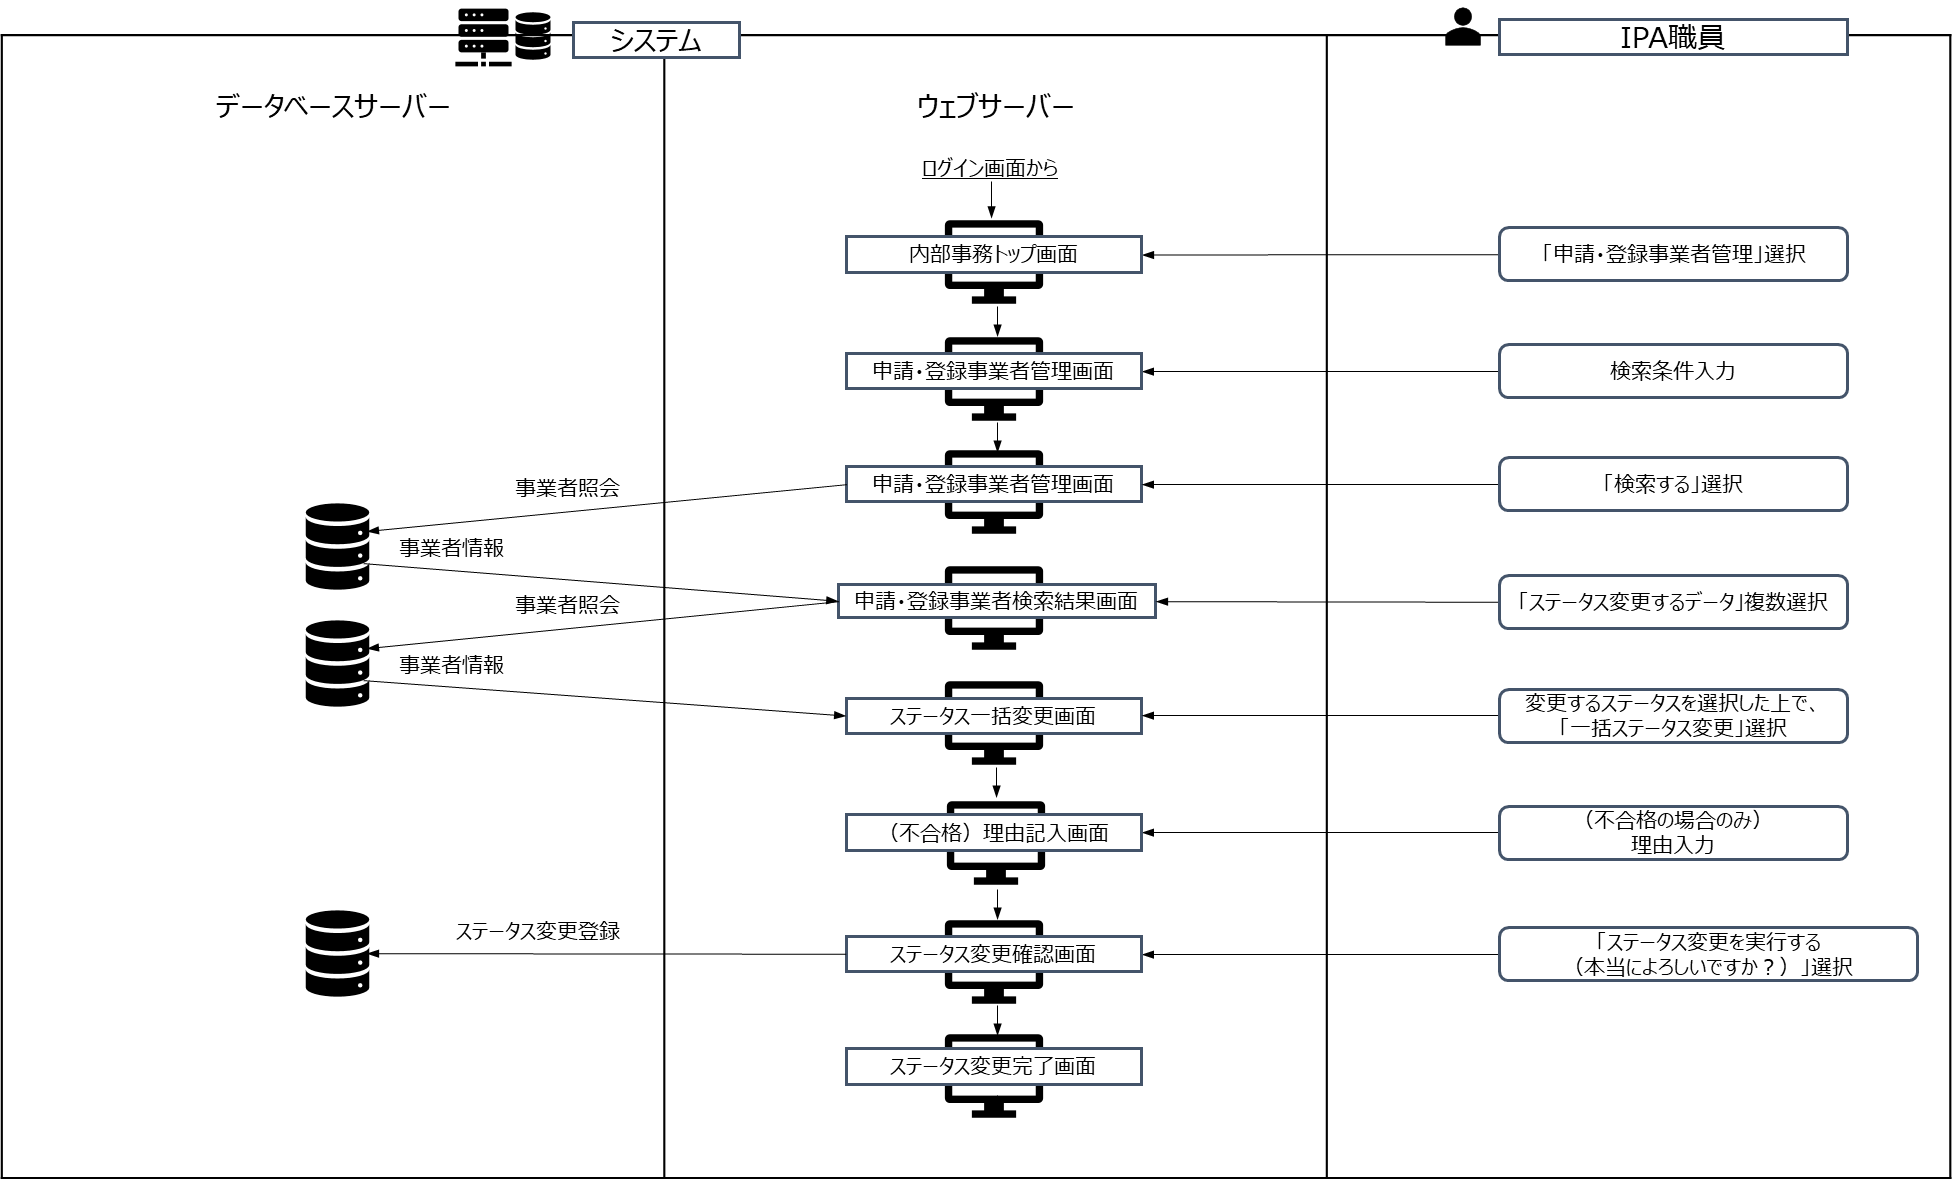 システム
IPA職員
データベースサーバー
ウェブサーバー
ログイン画面から
内部事務トップ画面
「申請・登録事業者管理」選択
申請・登録事業者管理画面
検索条件入力
申請・登録事業者管理画面
「検索する」選択
事業者照会
事業者情報
申請・登録事業者検索結果画面
「ステータス変更するデータ」複数選択
事業者照会
事業者情報
ステータス一括変更画面
変更するステータスを選択した上で、
「一括ステータス変更」選択
（不合格）理由記入画面
（不合格の場合のみ）
理由入力
ステータス変更登録
ステータス変更確認画面
「ステータス変更を実行する
（本当によろしいですか？）」選択
ステータス変更完了画面